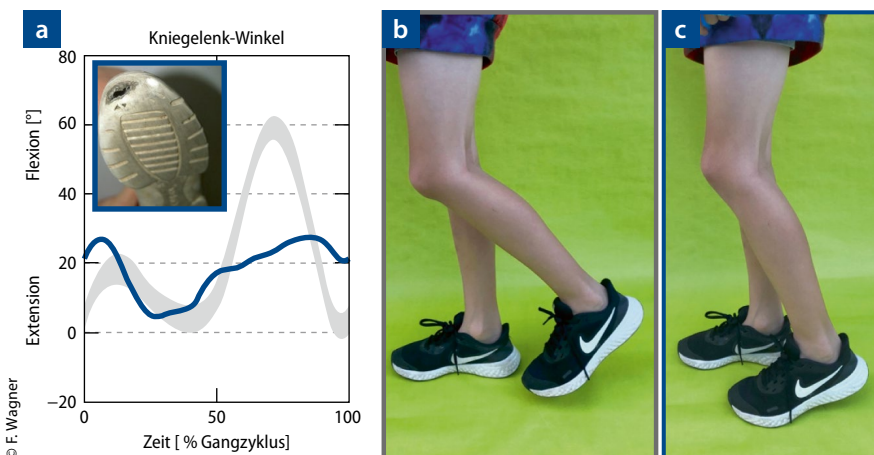 a
Kniegelenk-Winkel
80
60
40
20
0
−20
Flexion [°]
Extension
0
50
100
Zeit [ % Gangzyklus]
© F. Wagner
b
c